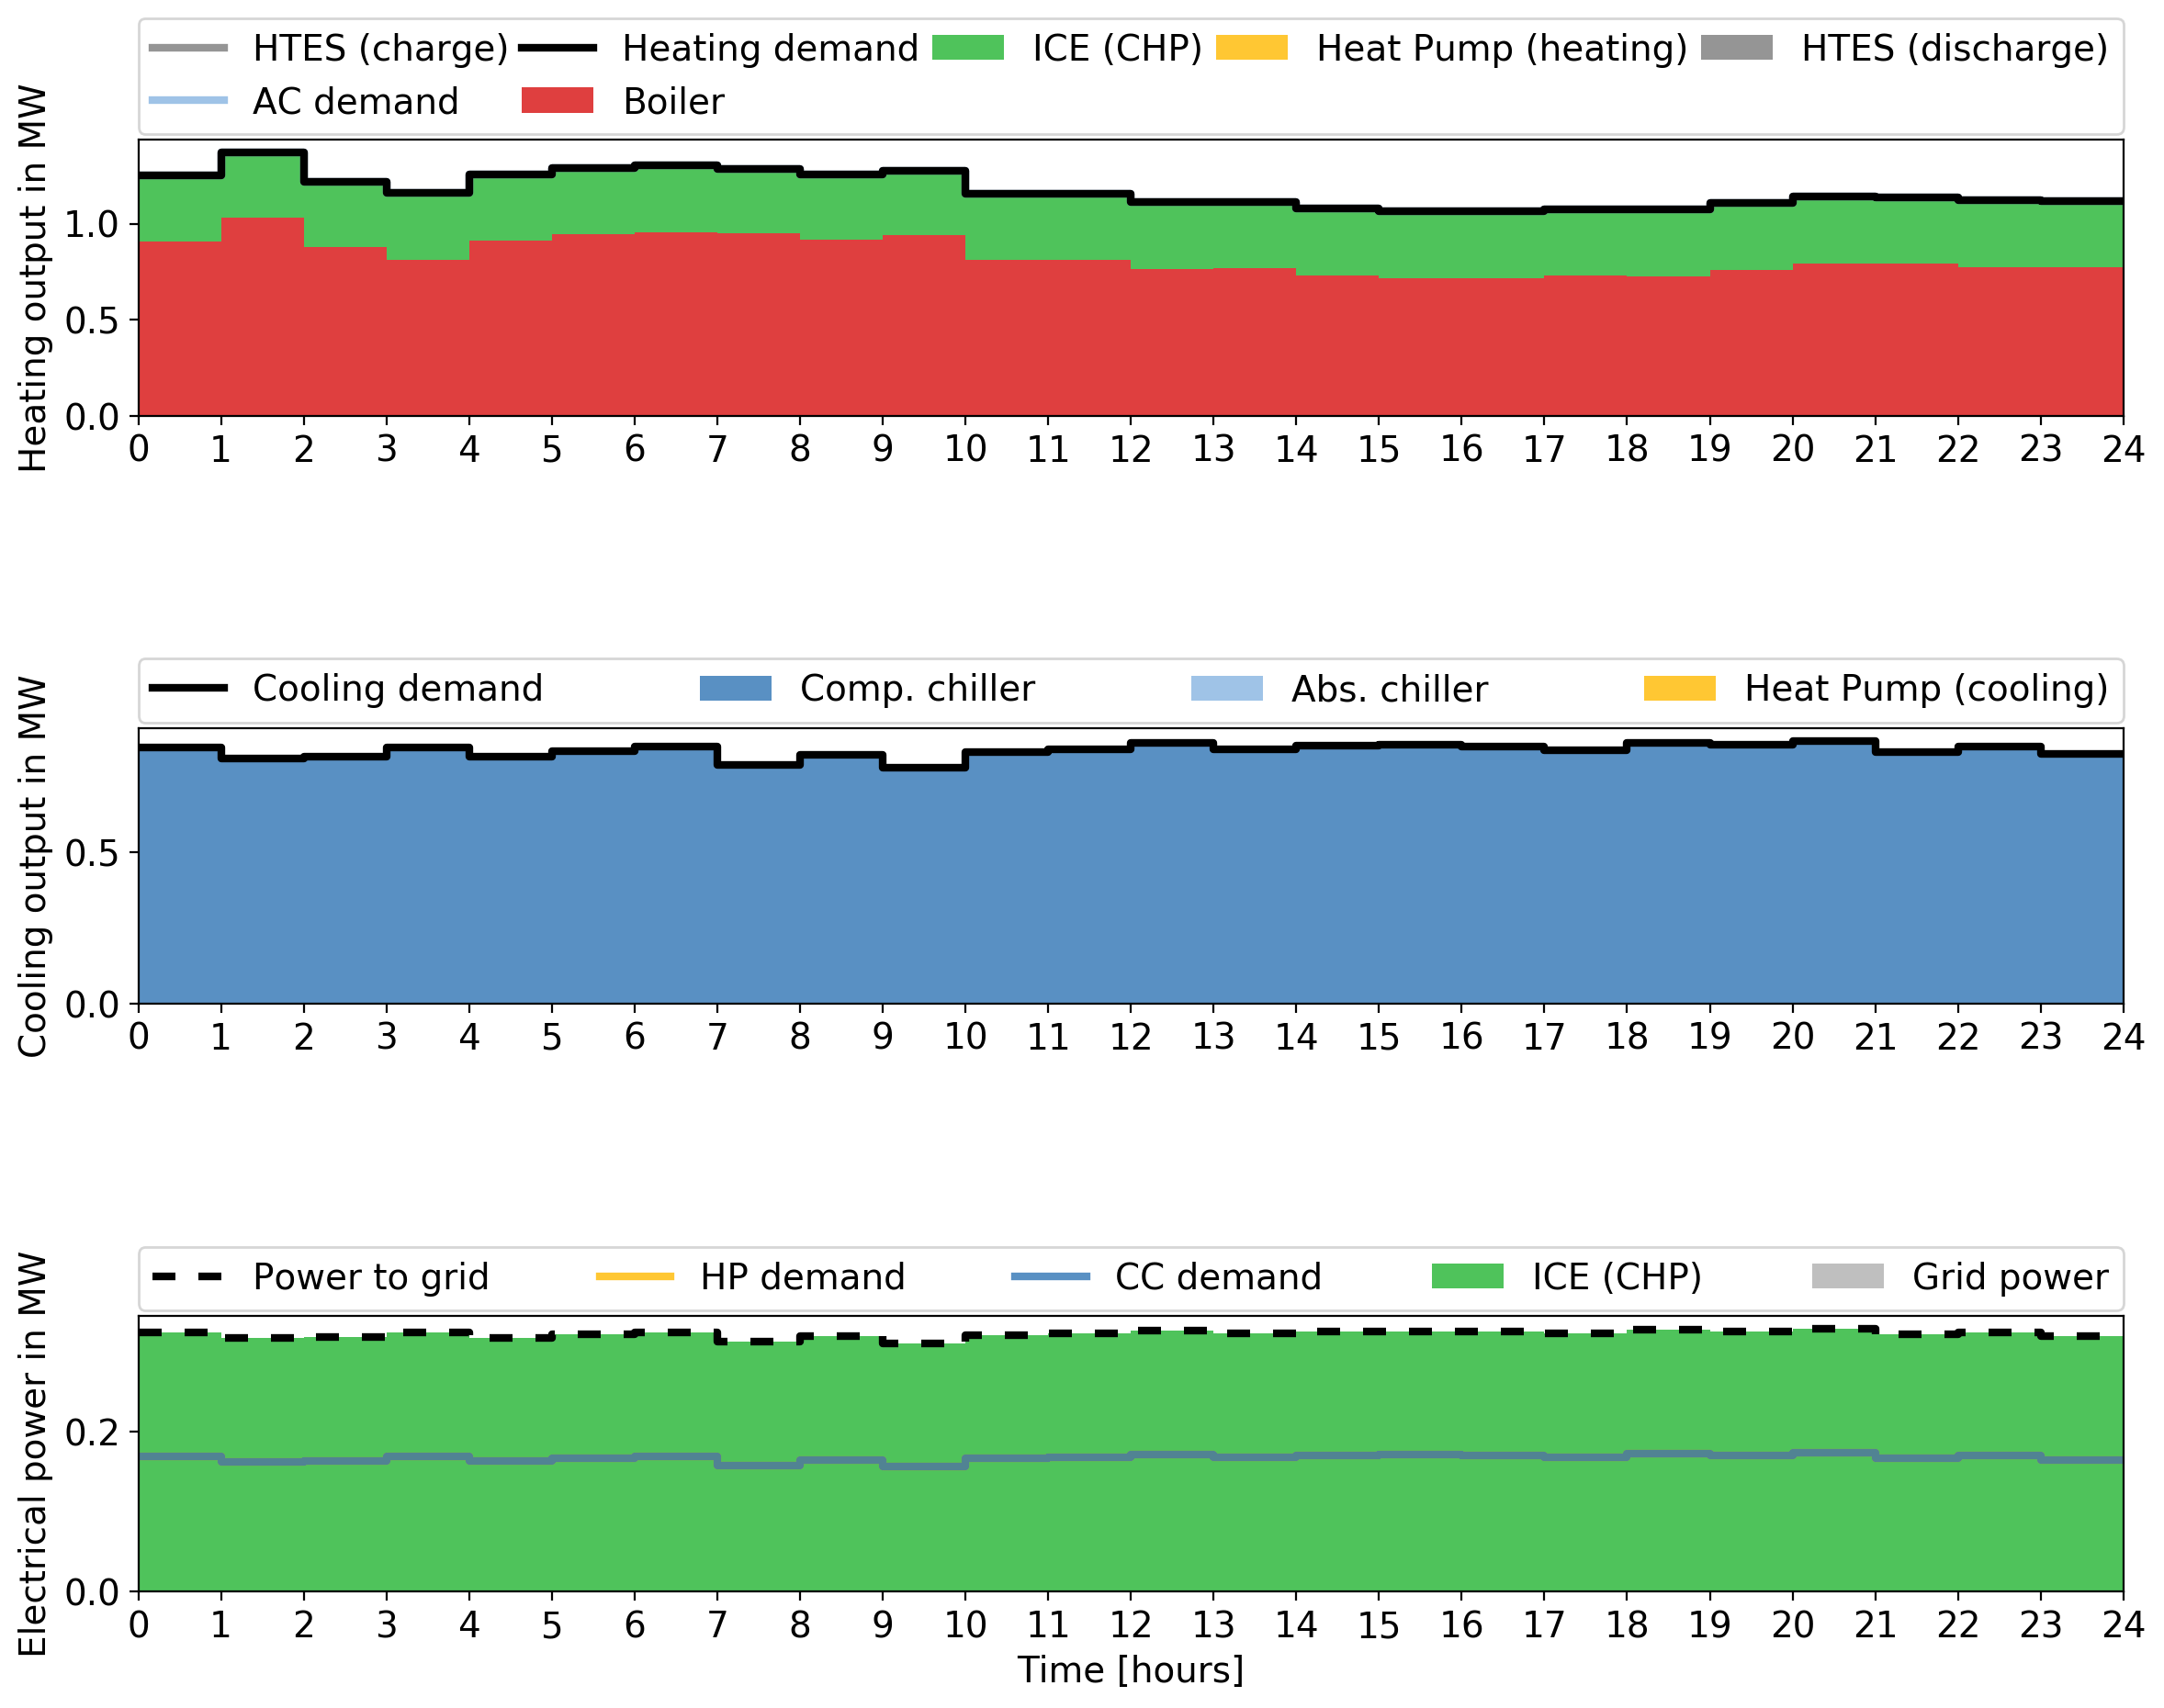 HTES (charge) Heating demand ICE (CHP) Heat Pump (heating) HTES (discharge)
AC demand Boiler
Heating output in MW
1.0
0.5
0.0
0 1 2 3 4 5 6 7 8 9 10 11 12 13 14 15 16 17 18 19 20 21 22 23 24
Cooling demand Comp. chiller Abs. chiller Heat Pump (cooling)
Cooling output in MW
0.5
0.0
0 1 2 3 4 5 6 7 8 9 10 11 12 13 14 15 16 17 18 19 20 21 22 23 24
Power to grid HP demand CC demand ICE (CHP) Grid power
Electrical power in MW
0.2
0.0
0 1 2 3 4 5 6 7 8 9 10 11 12 13 14 15 16 17 18 19 20 21 22 23 24
Time [hours]